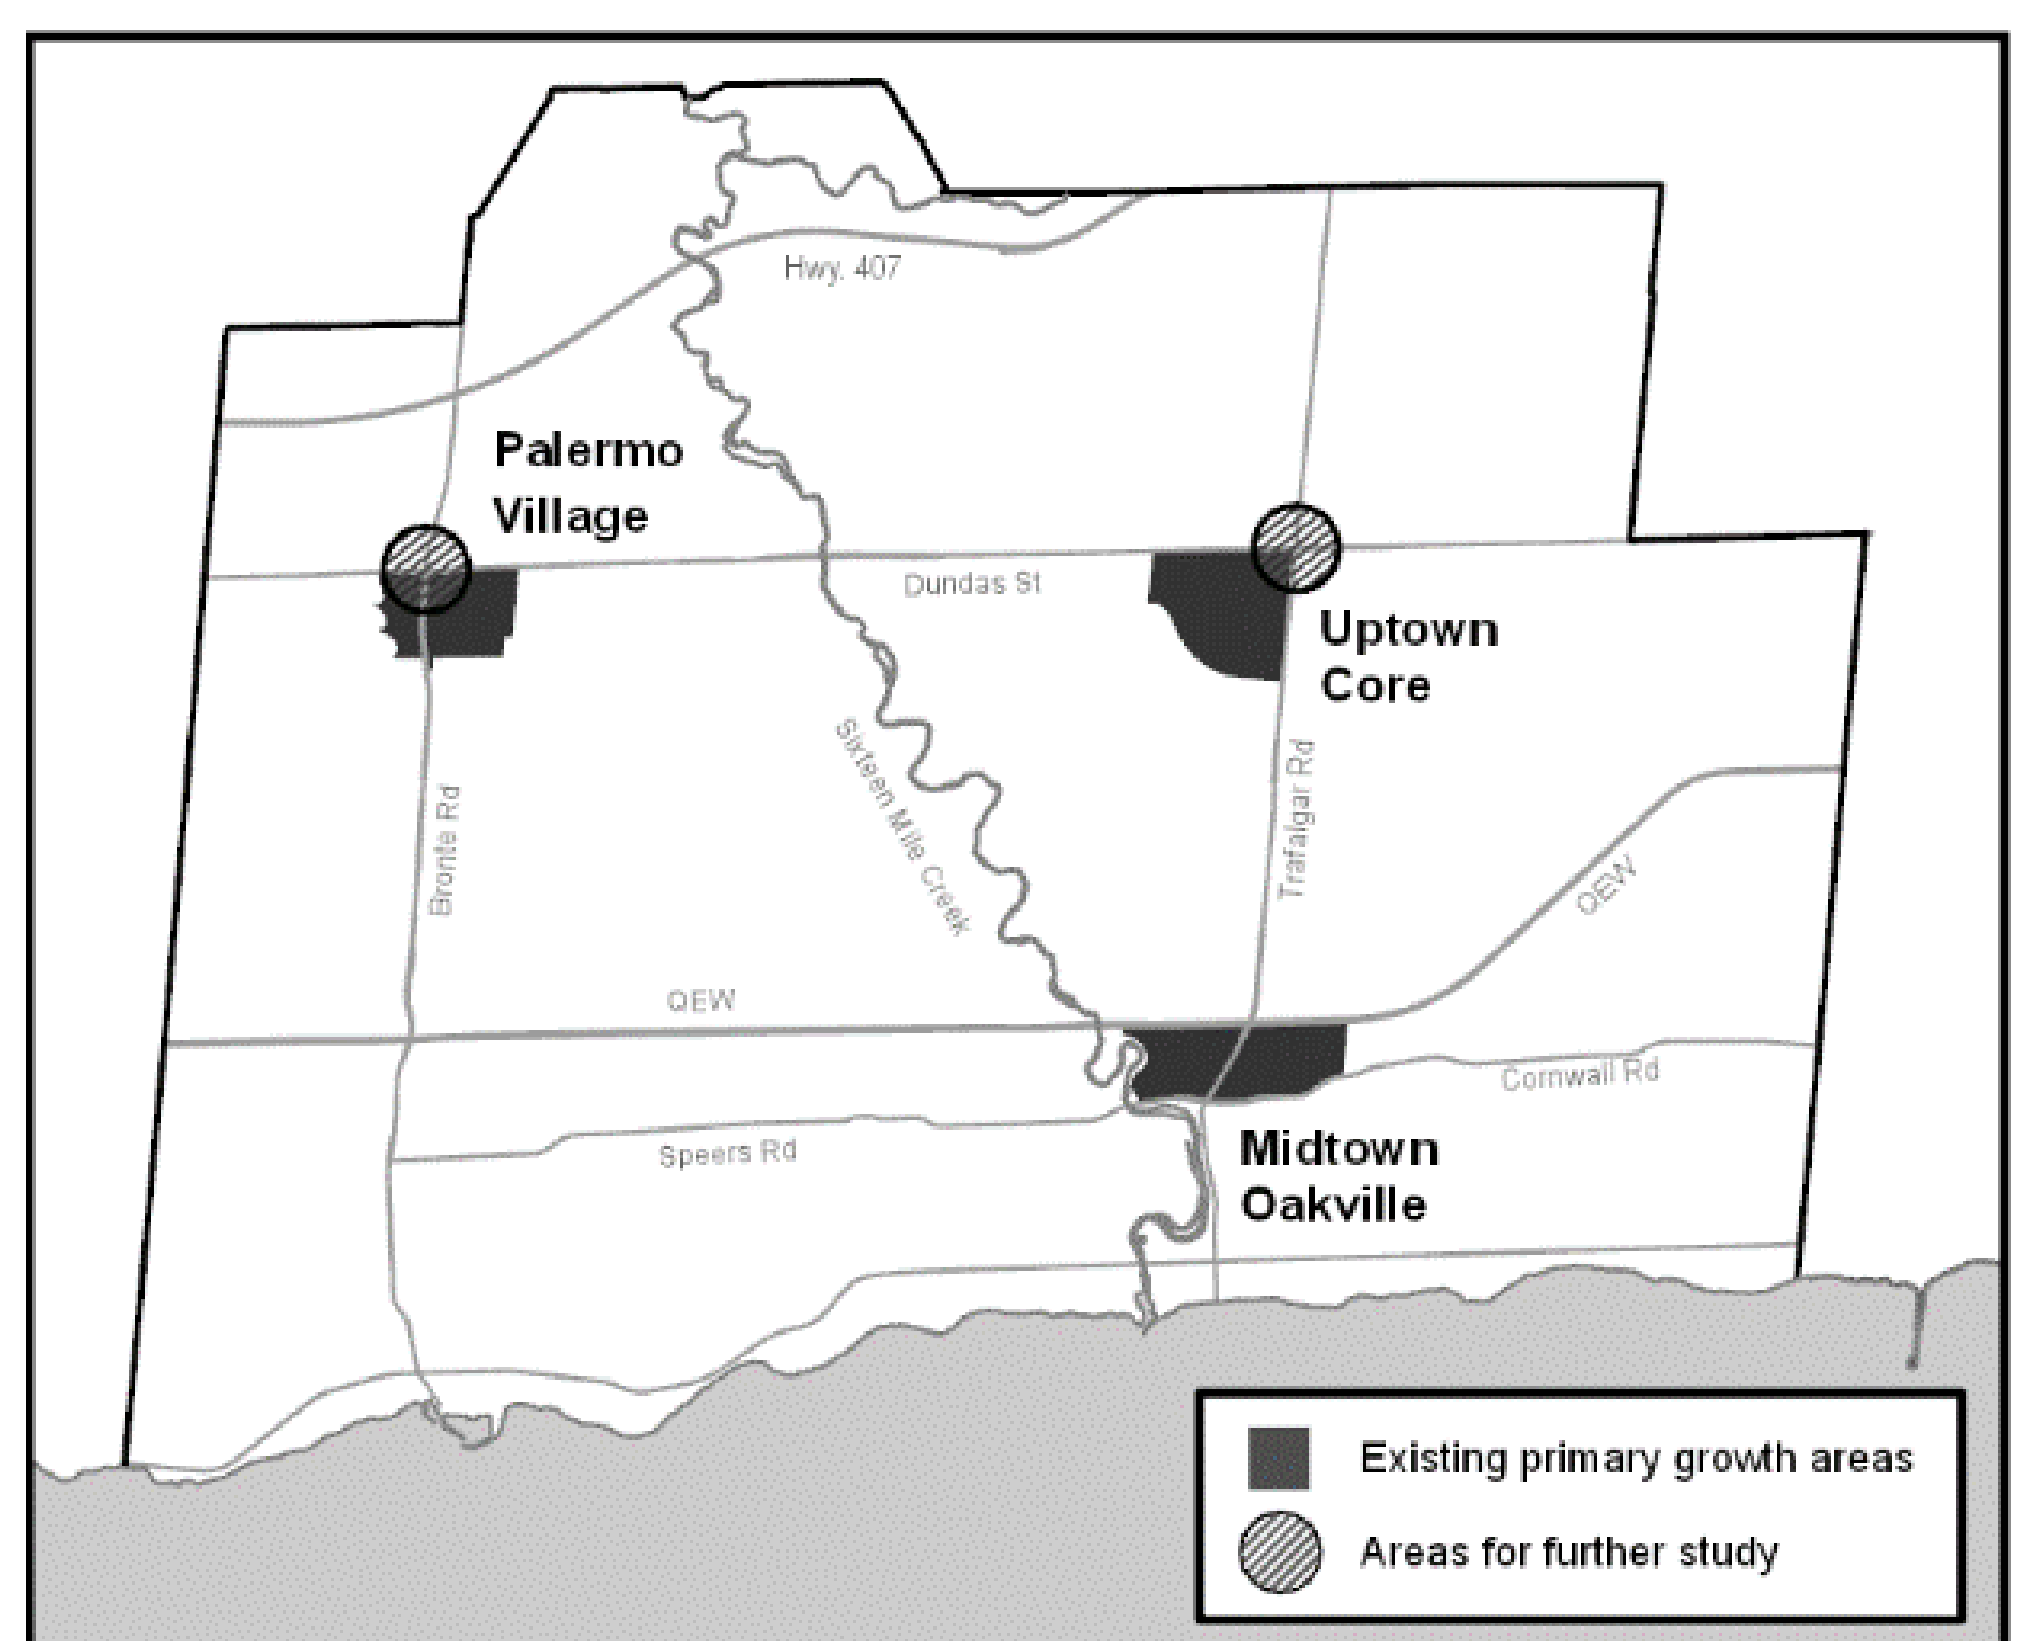 Hwy. 407
Palermo
Village
Dundas St
Uptown
Core
Sixteen Mile Creek
Bronte Rd
Trafalgar Rd
QEW
QEW
Cornwall Rd
Speers Rd
Midtown
Oakville
Existing primary growth areas
Areas for further study